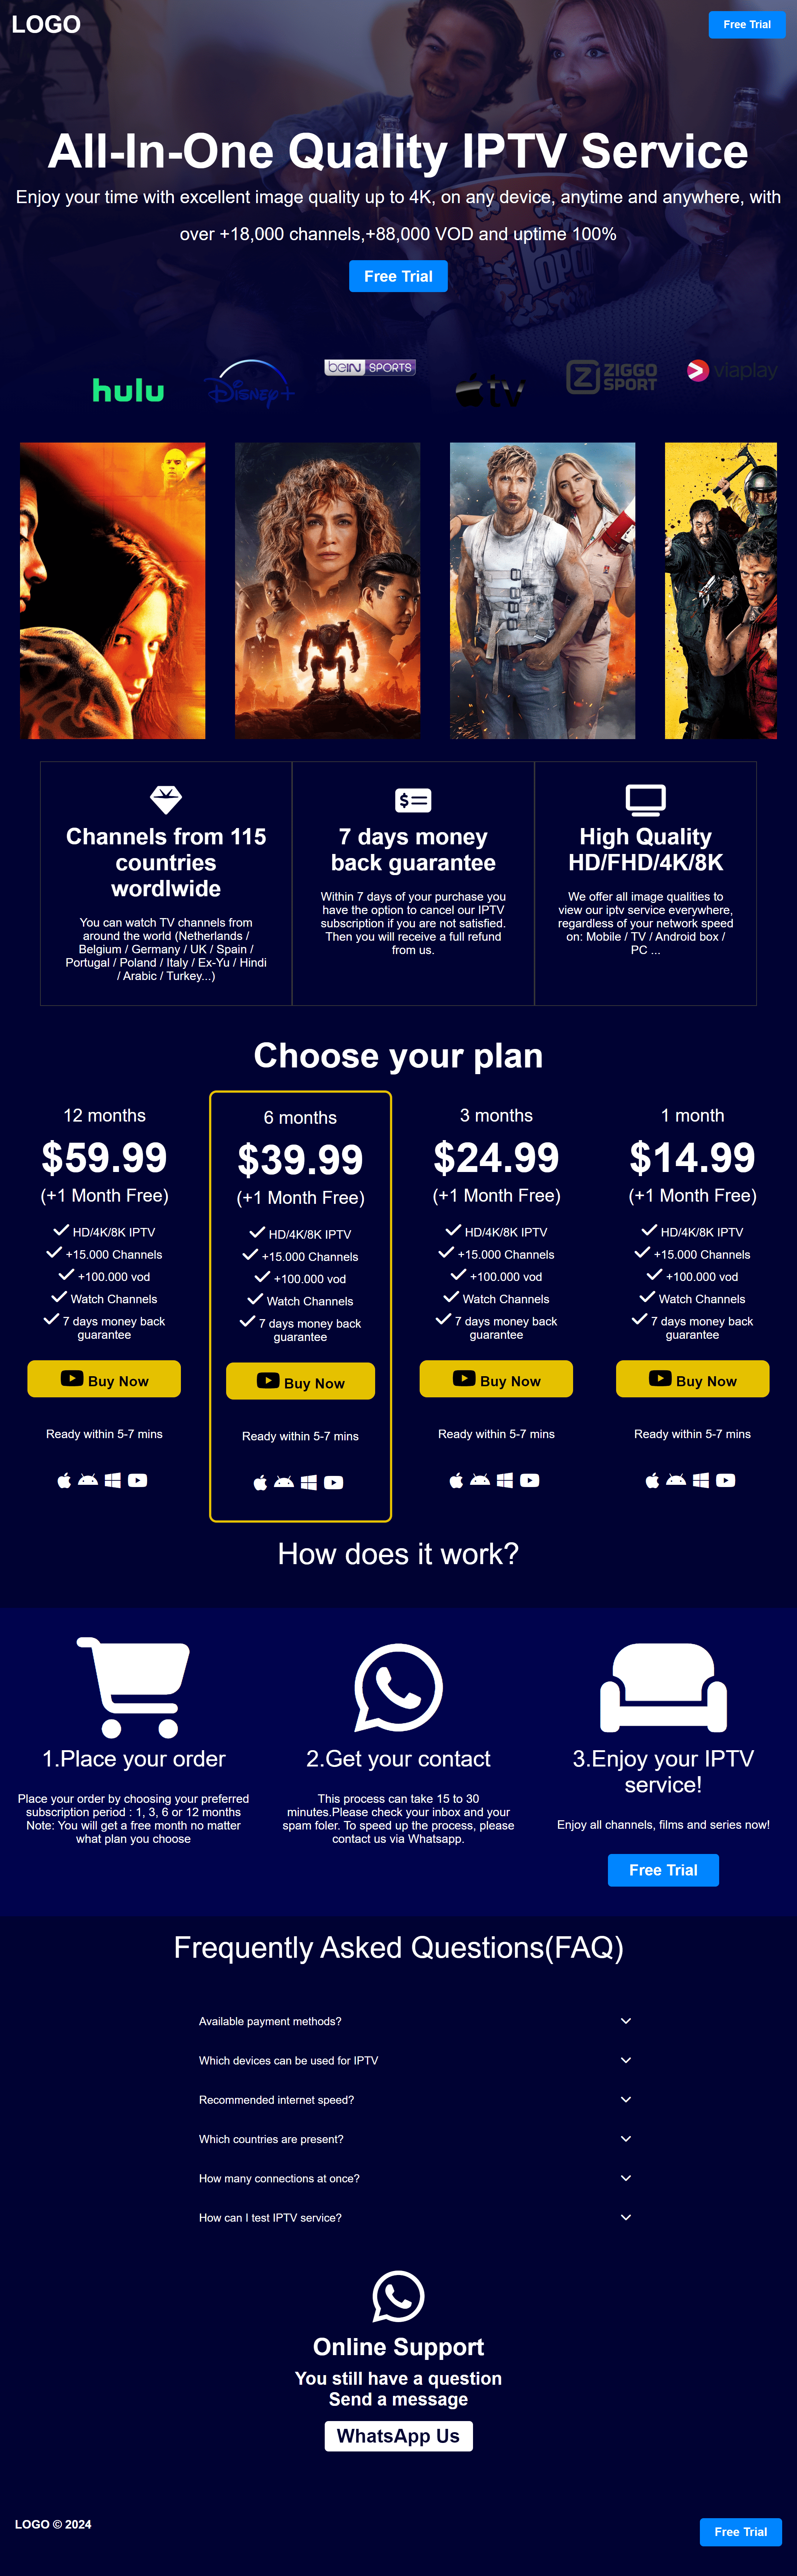 LOGO
Free Trial
All-In-One Quality IPTV Service
Enjoy your time with excellent image quality up to 4K, on any device, anytime and anywhere, with
over +18,000 channels,+88,000 VOD and uptime 100%
Free Trial
hulu
Disney+
beIN SPORTS
tv
ZIGGO
SPORT
viaplay
Channels from 115
countries
wordlwide
You can watch TV channels from
around the world (Netherlands /
Belgium / Germany / UK / Spain /
Portugal / Poland / Italy / Ex-Yu / Hindi
/ Arabic / Turkey...)
7 days money
back guarantee
Within 7 days of your purchase you
have the option to cancel our IPTV
subscription if you are not satisfied.
Then you will receive a full refund
from us.
High Quality
HD/FHD/4K/8K
We offer all image qualities to
view our iptv service everywhere,
regardless of your network speed
on: Mobile / TV / Android box /
PC ...
Choose your plan
12 months
$59.99
(+1 Month Free)
HD/4K/8K IPTV
+15.000 Channels
+100.000 vod
Watch Channels
7 days money back
guarantee
Buy Now
Ready within 5-7 mins
6 months
$39.99
(+1 Month Free)
HD/4K/8K IPTV
+15.000 Channels
+100.000 vod
Watch Channels
7 days money back
guarantee
Buy Now
Ready within 5-7 mins
3 months
$24.99
(+1 Month Free)
HD/4K/8K IPTV
+15.000 Channels
+100.000 vod
Watch Channels
7 days money back
guarantee
Buy Now
Ready within 5-7 mins
1 month
$14.99
(+1 Month Free)
HD/4K/8K IPTV
+15.000 Channels
+100.000 vod
Watch Channels
7 days money back
guarantee
Buy Now
Ready within 5-7 mins
How does it work?
1.Place your order
Place your order by choosing your preferred
subscription period : 1, 3, 6 or 12 months
Note: You will get a free month no matter
what plan you choose
2.Get your contact
This process can take 15 to 30
minutes.Please check your inbox and your
spam foler. To speed up the process, please
contact us via Whatsapp.
3.Enjoy your IPTV
service!
Enjoy all channels, films and series now!
Free Trial
Frequently Asked Questions(FAQ)
Available payment methods?
Which devices can be used for IPTV
Recommended internet speed?
Which countries are present?
How many connections at once?
How can I test IPTV service?
Online Support
You still have a question
Send a message
WhatsApp Us
LOGO © 2024
Free Trial